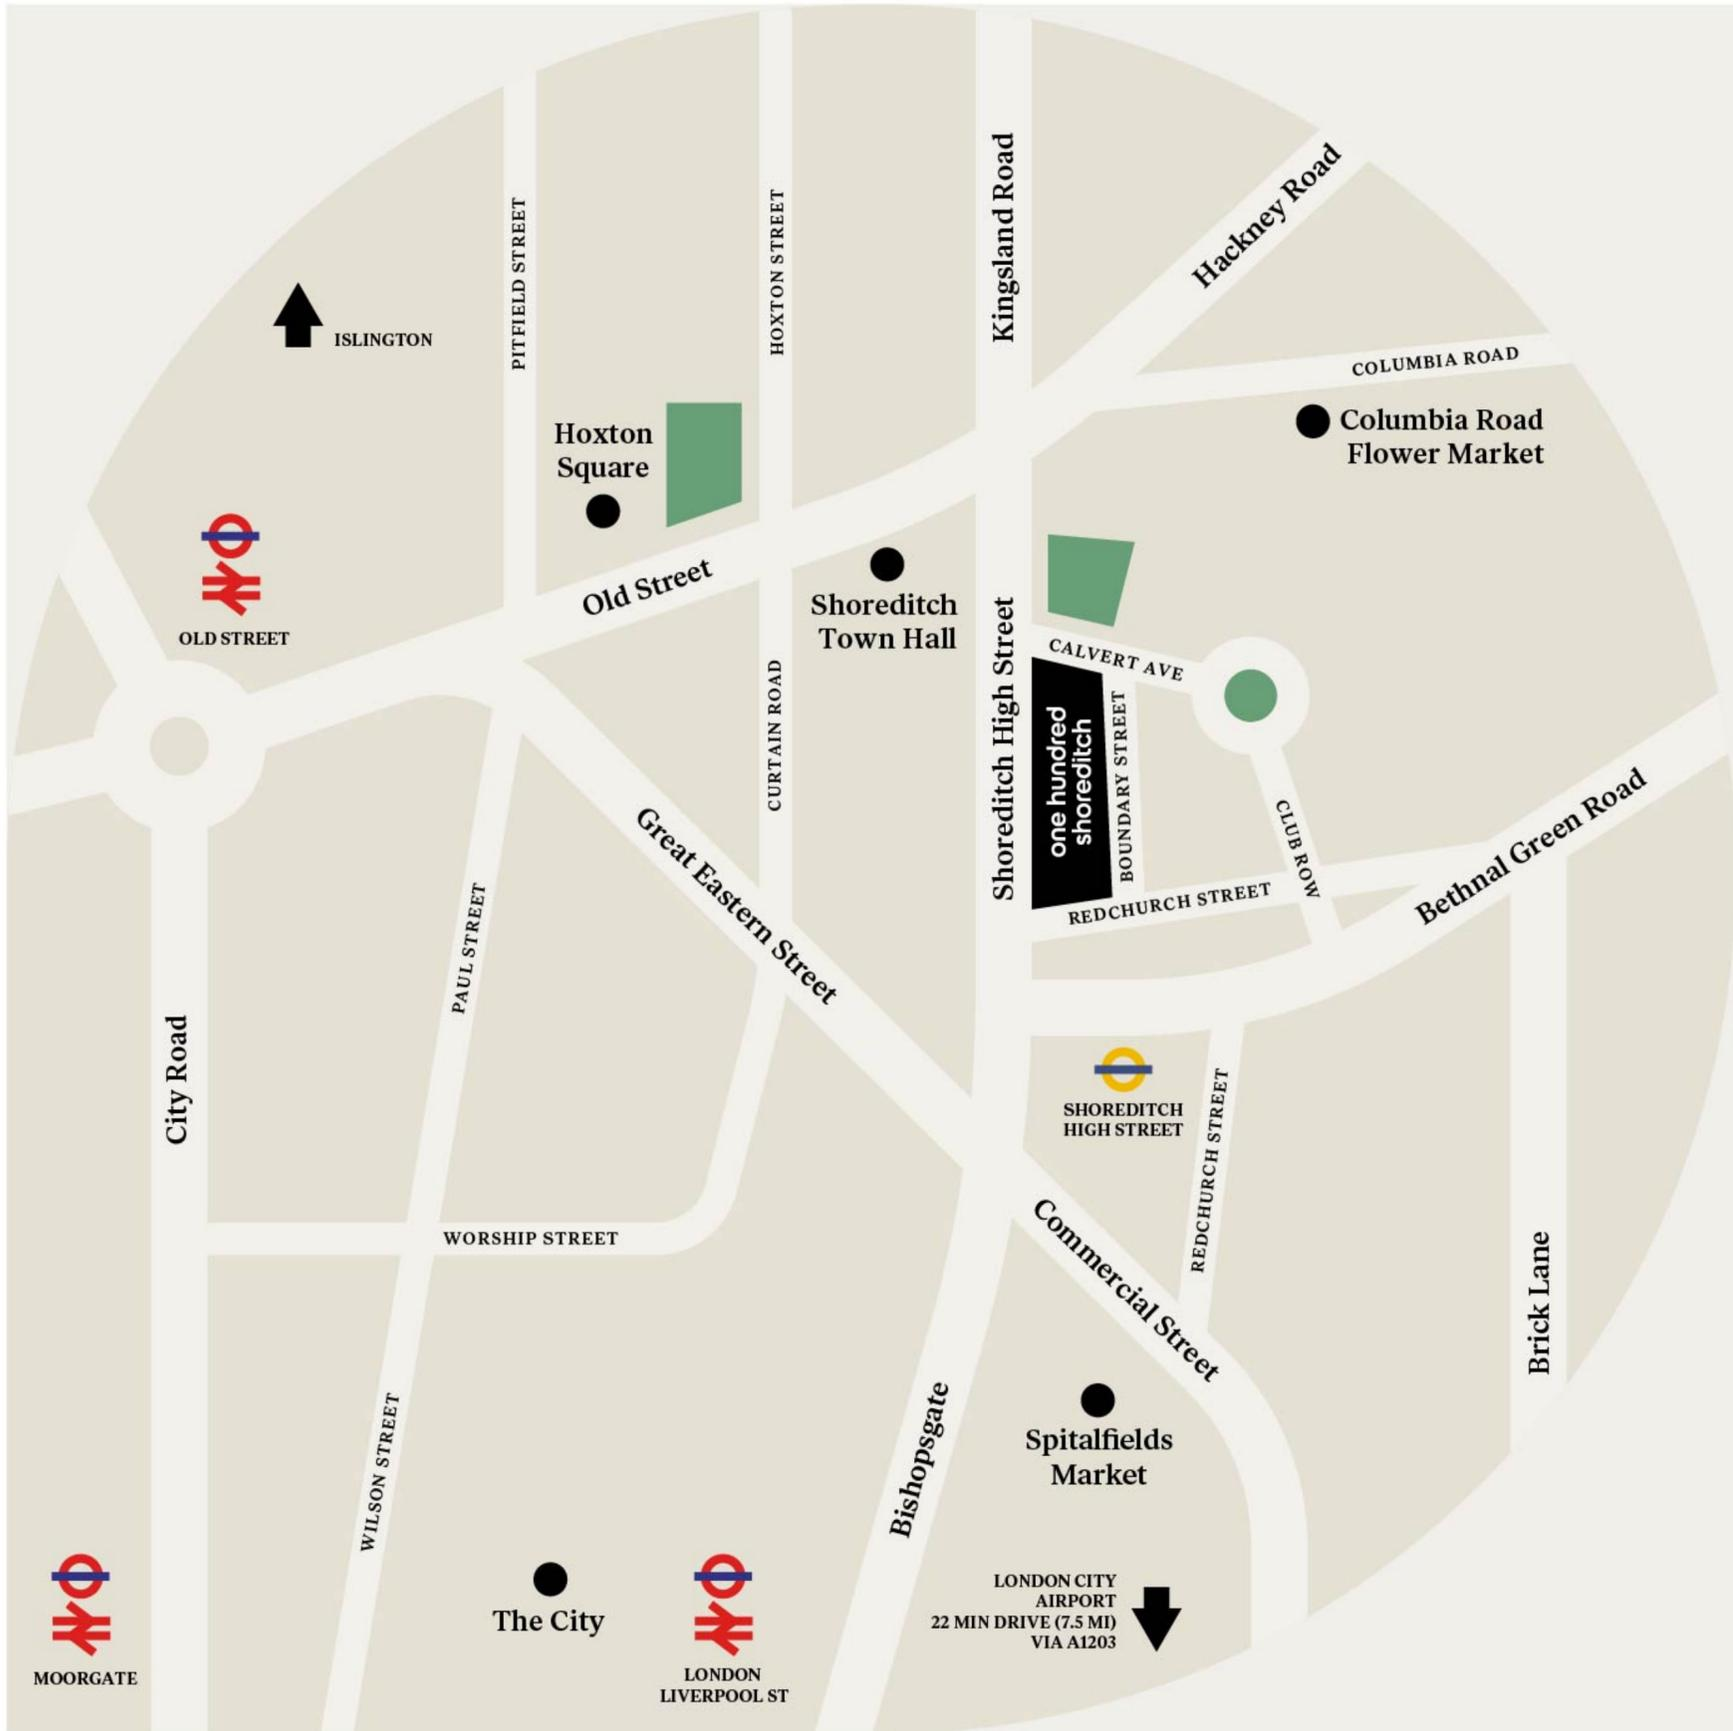 PITFIELD STREET
HOXTON STREET
Kingsland Road
Hackney Road
ISLINGTON
COLUMBIA ROAD
Columbia Road
Flower Market
Hoxton
Square
OLD STREET
Old Street
Shoreditch
Town Hall
Shoreditch High Street
CALVERT AVE
one hundred
shoreditch
BOUNDARY STREET
CURTAIN ROAD
Great Eastern Street
CLUB ROW
REDCHURCH STREET
Bethnal Green Road
PAUL STREET
City Road
SHOREDITCH
HIGH STREET
REDCHURCH STREET
WORSHIP STREET
Commercial Street
Brick Lane
WILSON STREET
Bishopsgate
Spitalfields
Market
The City
MOORGATE
LONDON
LIVERPOOL ST
LONDON CITY
AIRPORT
22 MIN DRIVE (7.5 MI)
VIA A1203